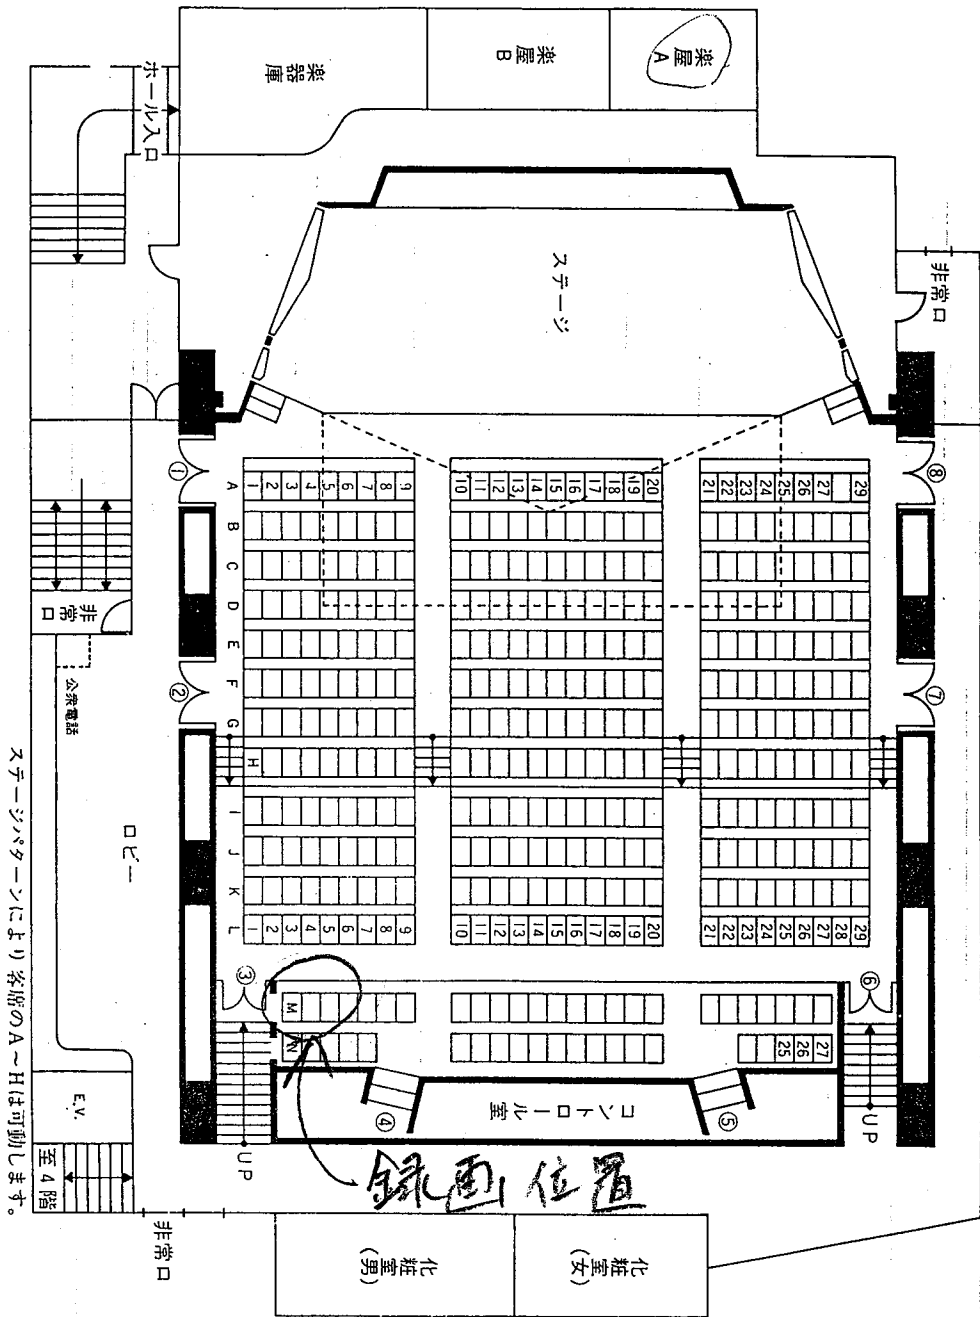 楽屋A
楽屋B
楽器庫
ホール入口
ステージ
非常口
①
⑧
A 1 2 3 4 5 6 7 8 9 10 11 12 13 14 15 16 17 18 19 20 21 22 23 24 25 26 27 29
B
C
D
E
F
G
H
I
J
K
L 1 2 3 4 5 6 7 8 9 10 11 12 13 14 15 16 17 18 19 20 21 22 23 24 25 26 27 28 29
非常口
公衆電話
②
⑦
ロビー
③
⑥
M
N 25 26 27
④
⑤
コントロール室
UP
UP
E.V.
至4階
録画位置
非常口
化粧室(男)
化粧室(女)
ステージパターンにより客席のA~Hは可動します。